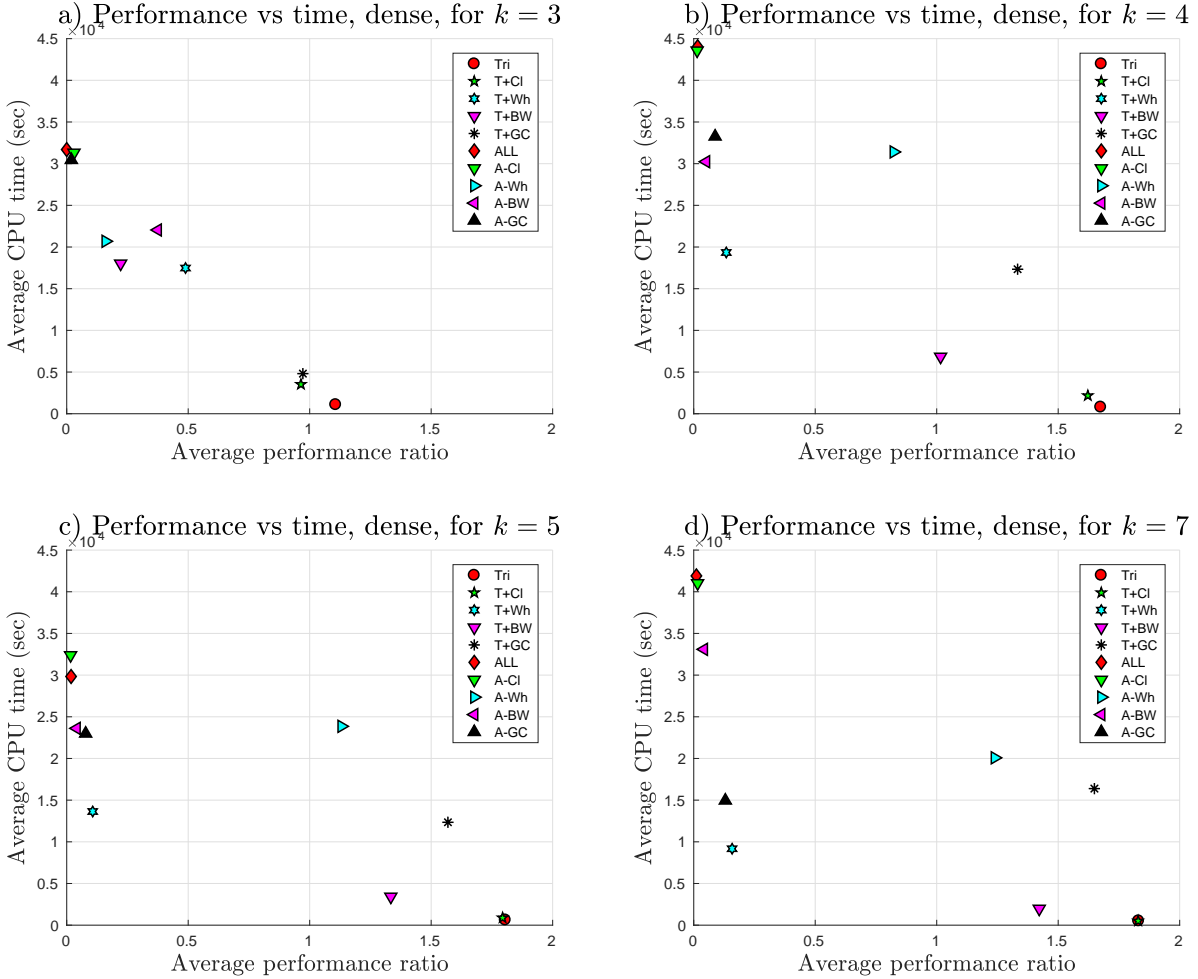 a) Performance vs time, dense, for k = 3
×10⁴
4.5
4
3.5
3
2.5
2
1.5
1
0.5
0
Average CPU time (sec)
Tri
T+Cl
T+Wh
T+BW
T+GC
ALL
A-Cl
A-Wh
A-BW
A-GC
0 0.5 1 1.5 2
Average performance ratio
b) Performance vs time, dense, for k = 4
×10⁴
4.5
4
3.5
3
2.5
2
1.5
1
0.5
0
Average CPU time (sec)
Tri
T+Cl
T+Wh
T+BW
T+GC
ALL
A-Cl
A-Wh
A-BW
A-GC
0 0.5 1 1.5 2
Average performance ratio
c) Performance vs time, dense, for k = 5
×10⁴
4.5
4
3.5
3
2.5
2
1.5
1
0.5
0
Average CPU time (sec)
Tri
T+Cl
T+Wh
T+BW
T+GC
ALL
A-Cl
A-Wh
A-BW
A-GC
0 0.5 1 1.5 2
Average performance ratio
d) Performance vs time, dense, for k = 7
×10⁴
4.5
4
3.5
3
2.5
2
1.5
1
0.5
0
Average CPU time (sec)
Tri
T+Cl
T+Wh
T+BW
T+GC
ALL
A-Cl
A-Wh
A-BW
A-GC
0 0.5 1 1.5 2
Average performance ratio